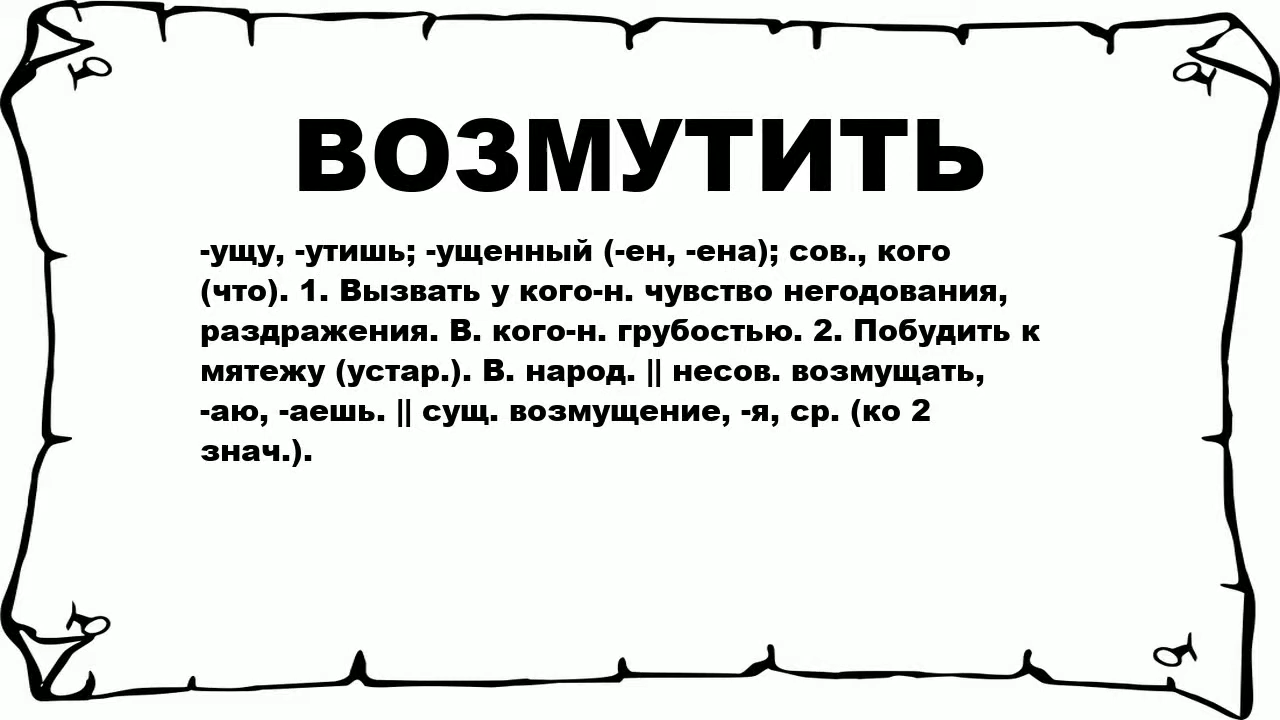 ВОЗМУТИТЬ
-ущу, -утишь; -ущенный (-ен, -ена); сов., кого
(что). 1. Вызвать у кого-н. чувство негодования,
раздражения. В. кого-н. грубостью. 2. Побудить к
мятежу (устар.). В. народ. || несов. возмущать,
-аю, -аешь. || сущ. возмущение, -я, ср. (ко 2
знач.).